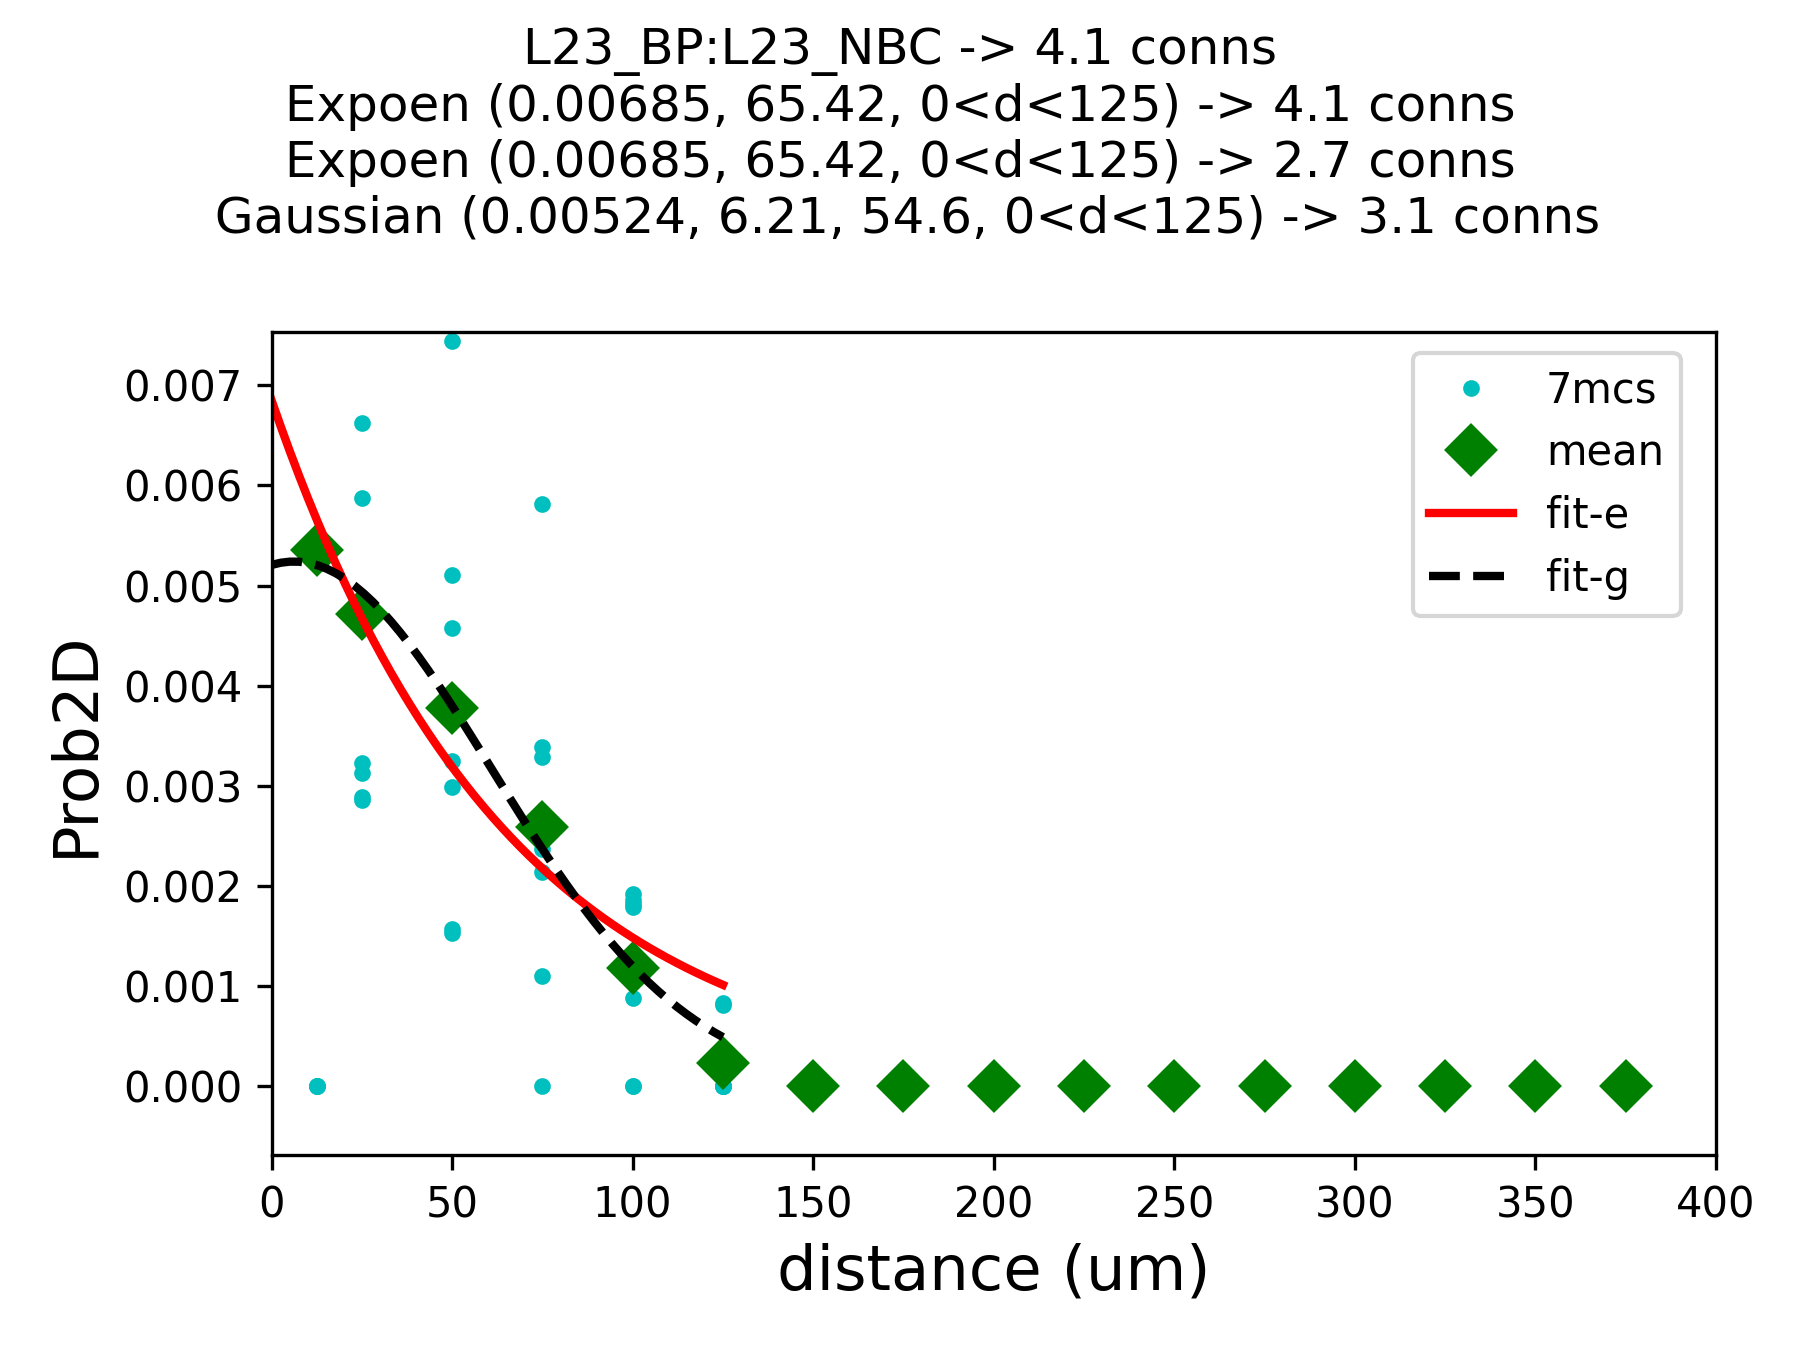 L23_BP:L23_NBC -> 4.1 conns
Expoen (0.00685, 65.42, 0<d<125) -> 4.1 conns
Expoen (0.00685, 65.42, 0<d<125) -> 2.7 conns
Gaussian (0.00524, 6.21, 54.6, 0<d<125) -> 3.1 conns
7mcs
mean
fit-e
fit-g
Prob2D
0.007
0.006
0.005
0.004
0.003
0.002
0.001
0.000
0 50 100 150 200 250 300 350 400
distance (um)